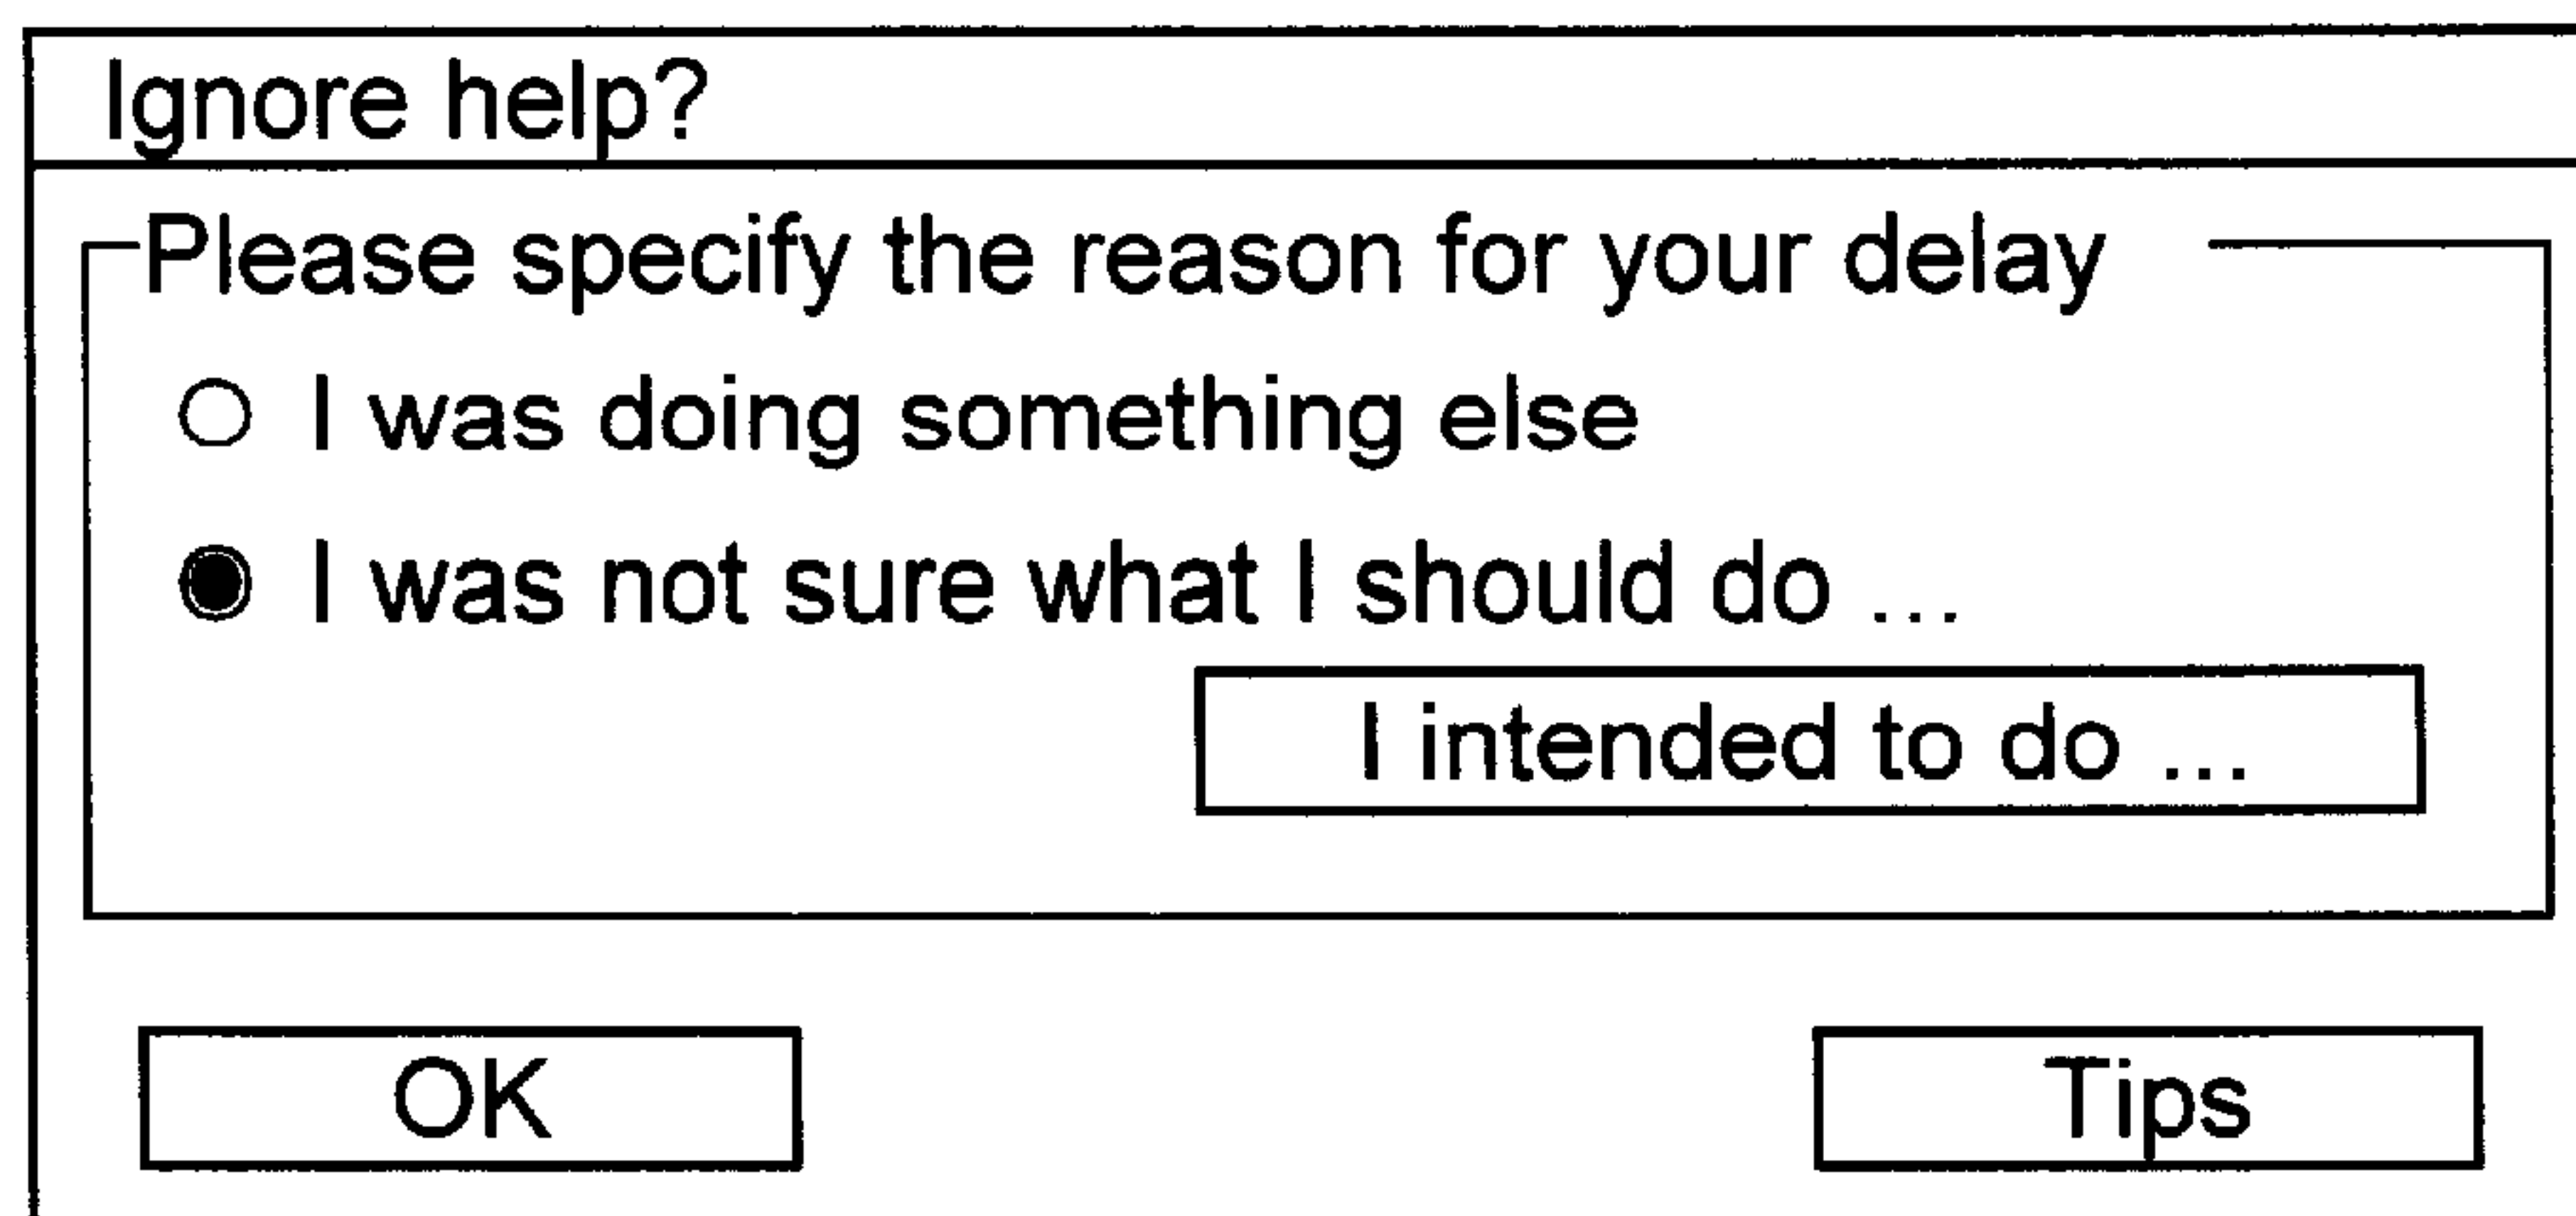 Ignore help?
Please specify the reason for your delay
I was doing something else
I was not sure what I should do ...
I intended to do ...
OK
Tips